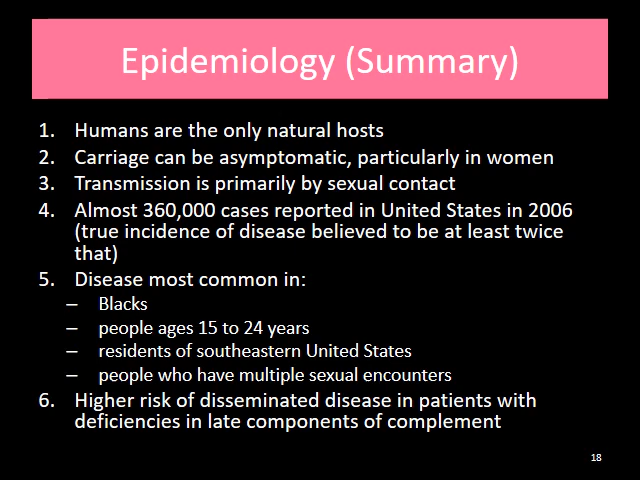 Epidemiology (Summary)
1. Humans are the only natural hosts
2. Carriage can be asymptomatic, particularly in women
3. Transmission is primarily by sexual contact
4. Almost 360,000 cases reported in United States in 2006
(true incidence of disease believed to be at least twice
that)
5. Disease most common in:
– Blacks
– people ages 15 to 24 years
– residents of southeastern United States
– people who have multiple sexual encounters
6. Higher risk of disseminated disease in patients with
deficiencies in late components of complement
18